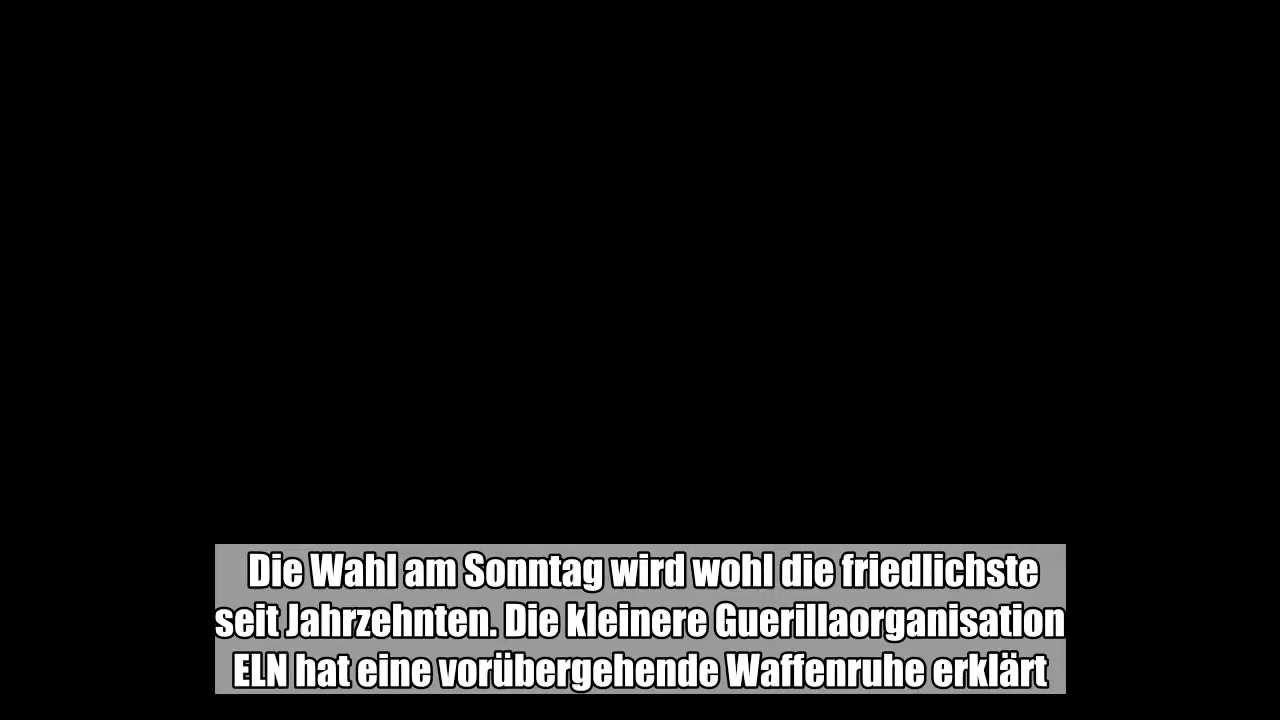 Die Wahl am Sonntag wird wohl die friedlichste
seit Jahrzehnten. Die kleinere Guerillaorganisation
ELN hat eine vorübergehende Waffenruhe erklärt